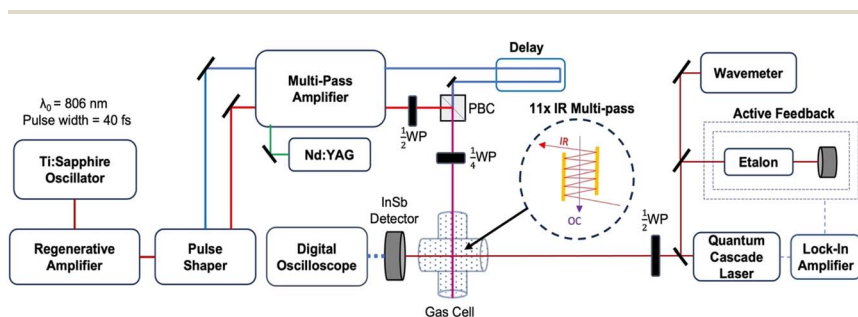 Delay
Multi-Pass
Amplifier
Wavemeter
λ₀ = 806 nm
Pulse width = 40 fs
PBC
11x IR Multi-pass
Active Feedback
½WP
Nd:YAG
¼WP
IR
Etalon
Ti:Sapphire
Oscillator
InSb
Detector
OC
½WP
Regenerative
Amplifier
Pulse
Shaper
Digital
Oscilloscope
Quantum
Cascade
Laser
Lock-In
Amplifier
Gas Cell